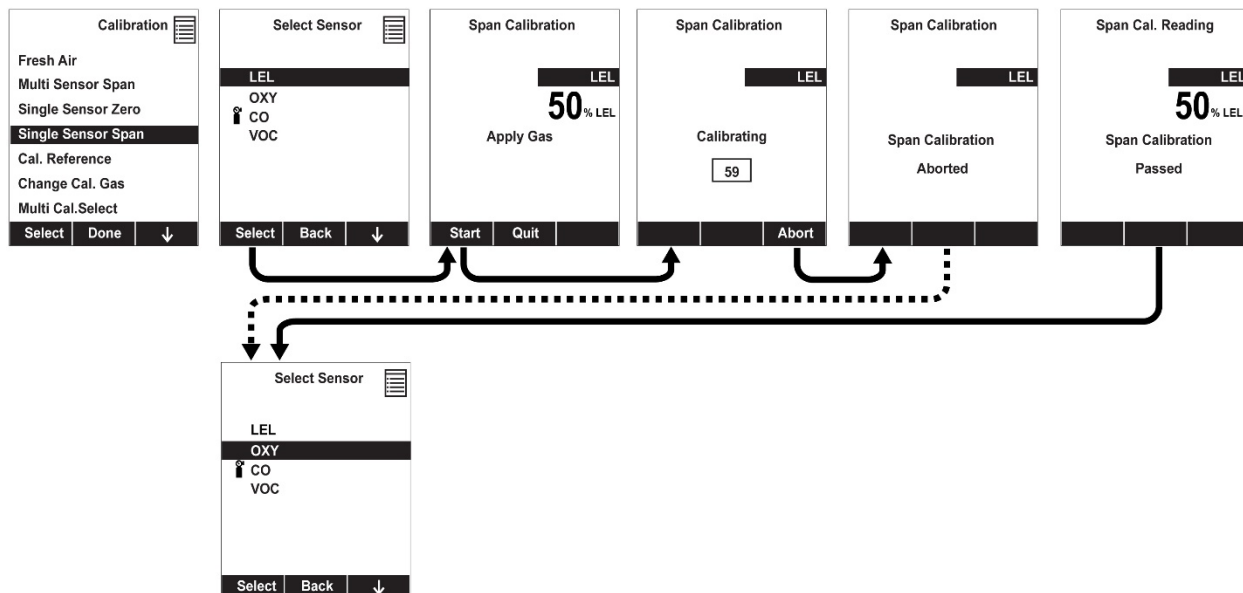 Calibration
Fresh Air
Multi Sensor Span
Single Sensor Zero
Single Sensor Span
Cal. Reference
Change Cal. Gas
Multi Cal.Select
Select Done ↓
Select Sensor
LEL
OXY
CO
VOC
Select Back ↓
Span Calibration
LEL
50 % LEL
Apply Gas
Start Quit
Span Calibration
LEL
Calibrating
59
Abort
Span Calibration
LEL
Span Calibration
Aborted
Span Cal. Reading
LEL
50 % LEL
Span Calibration
Passed
Select Sensor
LEL
OXY
CO
VOC
Select Back ↓